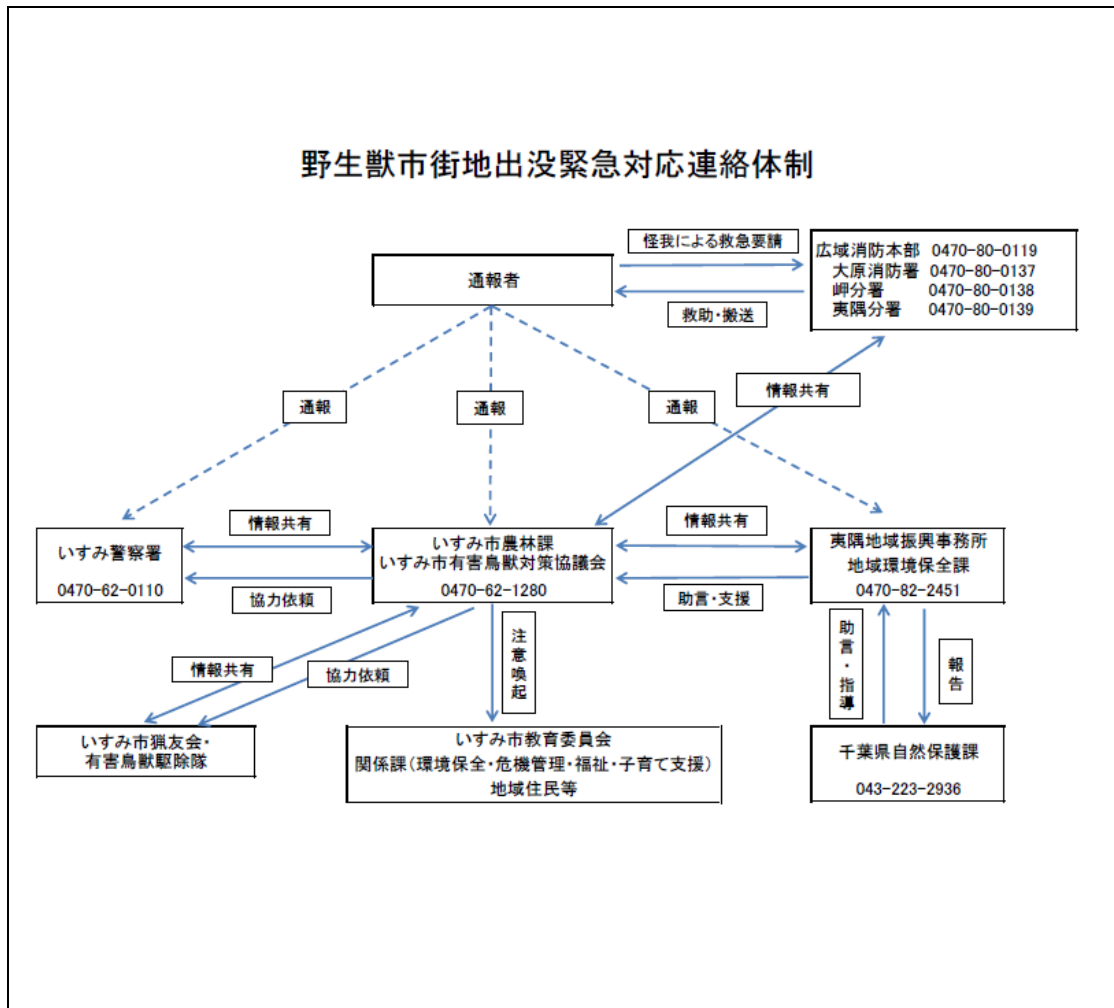 野生獣市街地出没緊急対応連絡体制
怪我による救急要請
通報者
救助・搬送
広域消防本部 0470-80-0119
大原消防署 0470-80-0137
岬分署 0470-80-0138
夷隅分署 0470-80-0139
情報共有
通報
通報
通報
情報共有
情報共有
いすみ警察署
0470-62-0110
いすみ市農林課
いすみ市有害鳥獣対策協議会
0470-62-1280
夷隅地域振興事務所
地域環境保全課
0470-82-2451
協力依頼
助言・支援
情報共有
協力依頼
注意喚起
助言・指導
報告
いすみ市猟友会・
有害鳥獣駆除隊
いすみ市教育委員会
関係課(環境保全・危機管理・福祉・子育て支援)
地域住民等
千葉県自然保護課
043-223-2936